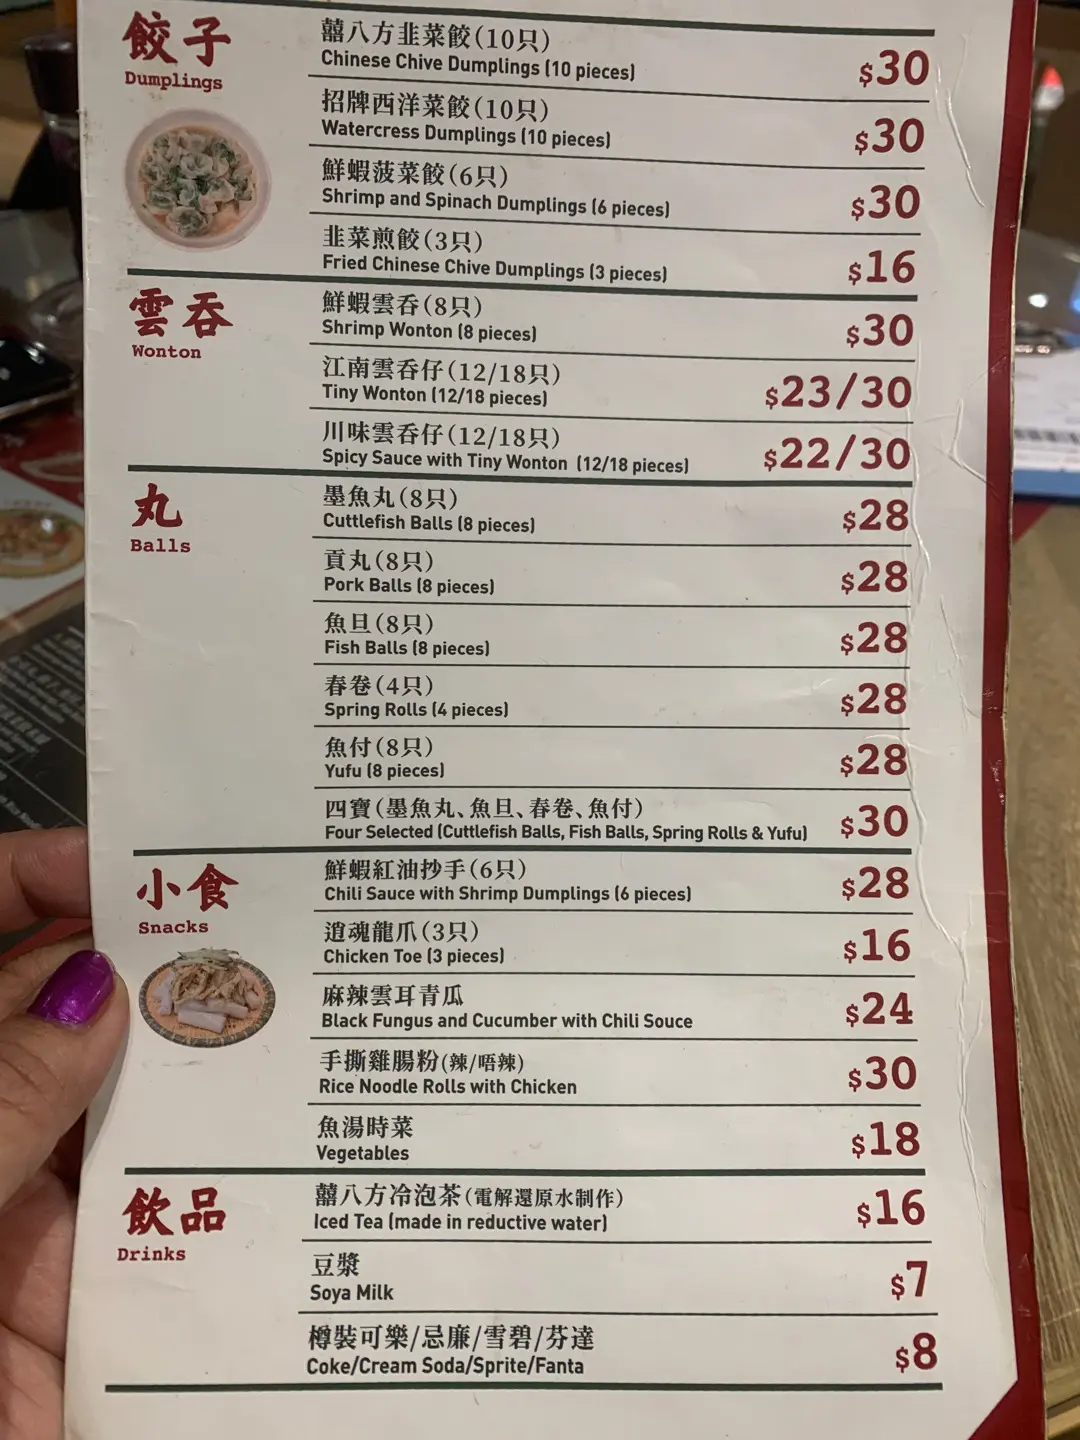 餃子
Dumplings
囍八方韭菜餃(10只)
Chinese Chive Dumplings (10 pieces)
$30
招牌西洋菜餃(10只)
Watercress Dumplings (10 pieces)
$30
鮮蝦菠菜餃(6只)
Shrimp and Spinach Dumplings (6 pieces)
$30
韭菜煎餃(3只)
Fried Chinese Chive Dumplings (3 pieces)
$16
雲吞
Wonton
鮮蝦雲吞(8只)
Shrimp Wonton (8 pieces)
$30
江南雲吞仔(12/18只)
Tiny Wonton (12/18 pieces)
$23/30
川味雲吞仔(12/18只)
Spicy Sauce with Tiny Wonton (12/18 pieces)
$22/30
丸
Balls
墨魚丸(8只)
Cuttlefish Balls (8 pieces)
$28
貢丸(8只)
Pork Balls (8 pieces)
$28
魚旦(8只)
Fish Balls (8 pieces)
$28
春卷(4只)
Spring Rolls (4 pieces)
$28
魚付(8只)
Yufu (8 pieces)
$28
四寶(墨魚丸、魚旦、春卷、魚付)
Four Selected (Cuttlefish Balls, Fish Balls, Spring Rolls & Yufu)
$30
小食
Snacks
鮮蝦紅油抄手(6只)
Chili Sauce with Shrimp Dumplings (6 pieces)
$28
逍魂龍爪(3只)
Chicken Toe (3 pieces)
$16
麻辣雲耳青瓜
Black Fungus and Cucumber with Chili Souce
$24
手撕雞腸粉(辣/唔辣)
Rice Noodle Rolls with Chicken
$30
魚湯時菜
Vegetables
$18
飲品
Drinks
囍八方冷泡茶(電解還原水制作)
Iced Tea (made in reductive water)
$16
豆漿
Soya Milk
$7
樽裝可樂/忌廉/雪碧/芬達
Coke/Cream Soda/Sprite/Fanta
$8